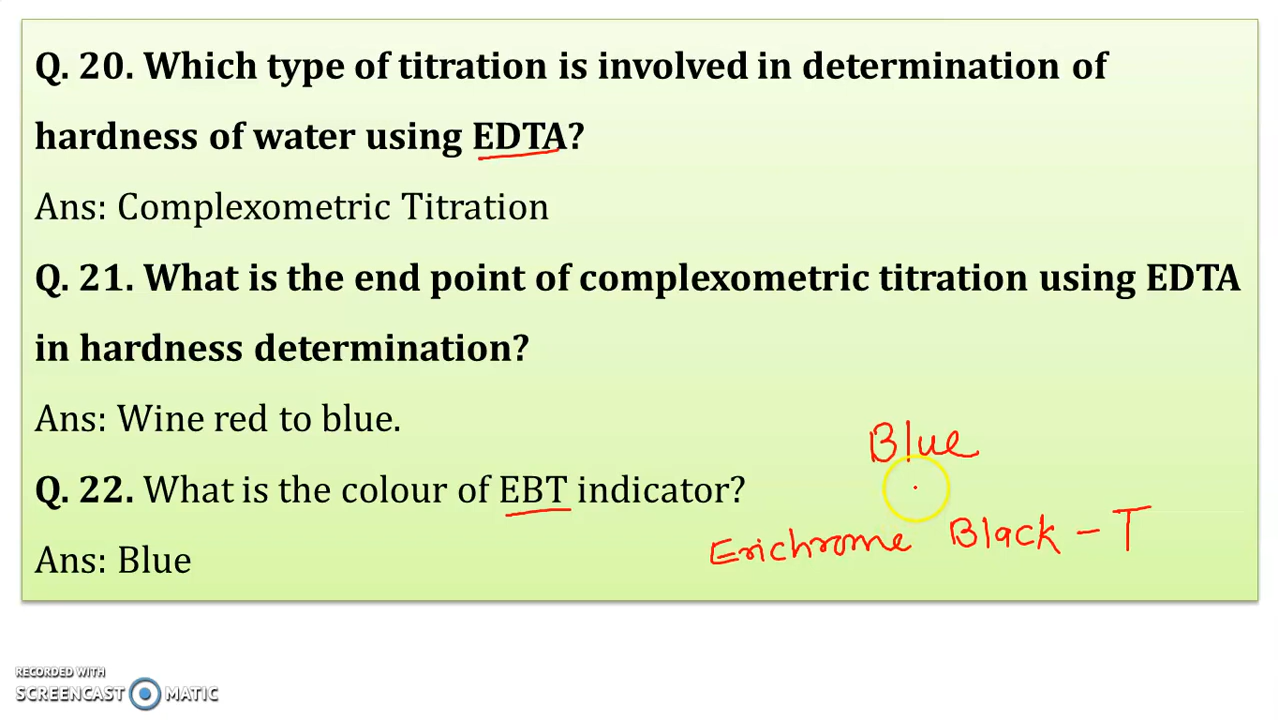 Q. 20. Which type of titration is involved in determination of
hardness of water using EDTA?
Ans: Complexometric Titration
Q. 21. What is the end point of complexometric titration using EDTA
in hardness determination?
Ans: Wine red to blue.
Blue
Q. 22. What is the colour of EBT indicator?
Erichrome Black - T
Ans: Blue
RECORDED WITH
SCREENCAST MATIC